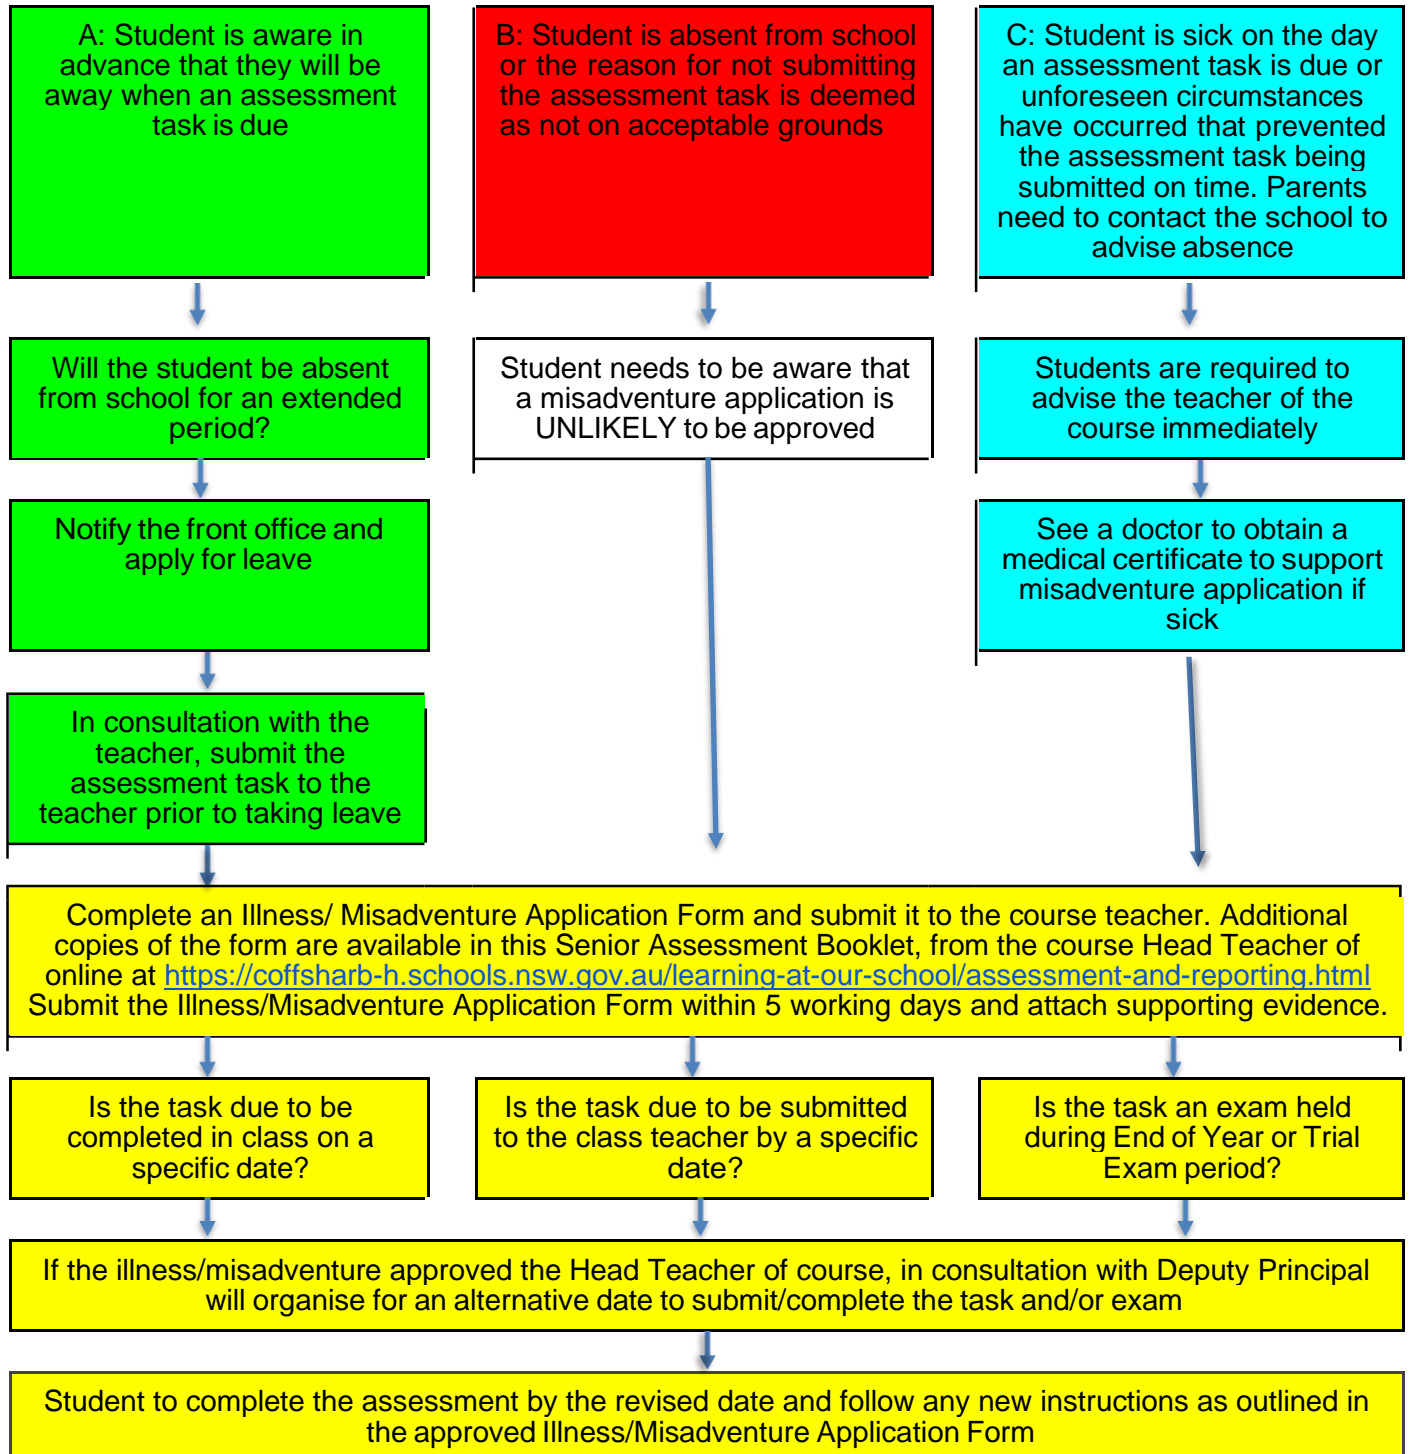 A: Student is aware in
advance that they will be
away when an assessment
task is due
B: Student is absent from school
or the reason for not submitting
the assessment task is deemed
as not on acceptable grounds
C: Student is sick on the day
an assessment task is due or
unforeseen circumstances
have occurred that prevented
the assessment task being
submitted on time. Parents
need to contact the school to
advise absence
Will the student be absent
from school for an extended
period?
Student needs to be aware that
a misadventure application is
UNLIKELY to be approved
Students are required to
advise the teacher of the
course immediately
Notify the front office and
apply for leave
See a doctor to obtain a
medical certificate to support
misadventure application if
sick
In consultation with the
teacher, submit the
assessment task to the
teacher prior to taking leave
Complete an Illness/ Misadventure Application Form and submit it to the course teacher. Additional
copies of the form are available in this Senior Assessment Booklet, from the course Head Teacher of
online at https://coffsharb-h.schools.nsw.gov.au/learning-at-our-school/assessment-and-reporting.html
Submit the Illness/Misadventure Application Form within 5 working days and attach supporting evidence.
Is the task due to be
completed in class on a
specific date?
Is the task due to be submitted
to the class teacher by a specific
date?
Is the task an exam held
during End of Year or Trial
Exam period?
If the illness/misadventure approved the Head Teacher of course, in consultation with Deputy Principal
will organise for an alternative date to submit/complete the task and/or exam
Student to complete the assessment by the revised date and follow any new instructions as outlined in
the approved Illness/Misadventure Application Form